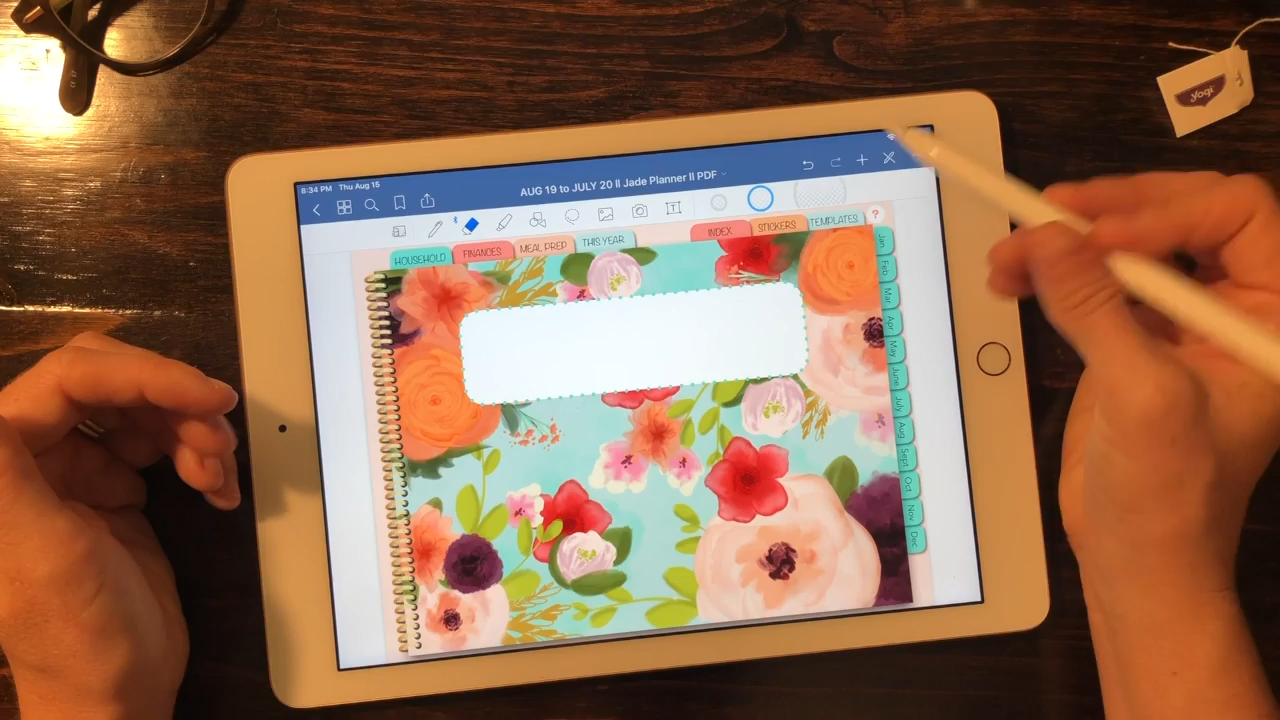 8:34 PM Thu Aug 15
AUG 19 to JULY 20 II Jade Planner II PDF
HOUSEHOLD
FINANCES
MEAL PREP
THIS YEAR
INDEX
STICKERS
TEMPLATES
?
Jan
Feb
Mar
Apr
May
June
July
Aug
Sept
Oct
Nov
Dec
yogi